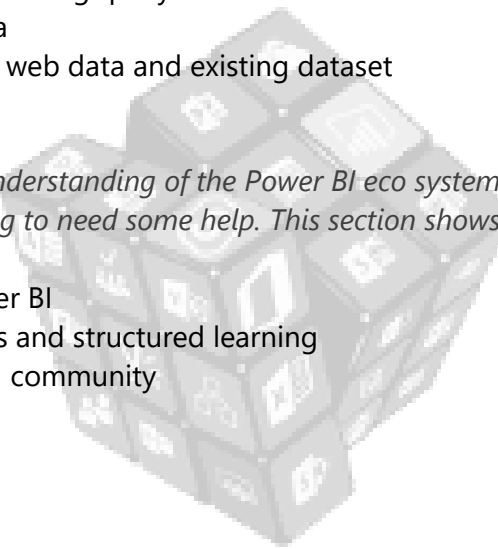 a
web data and existing dataset
nderstanding of the Power BI eco system
g to need some help. This section shows
er BI
s and structured learning
community